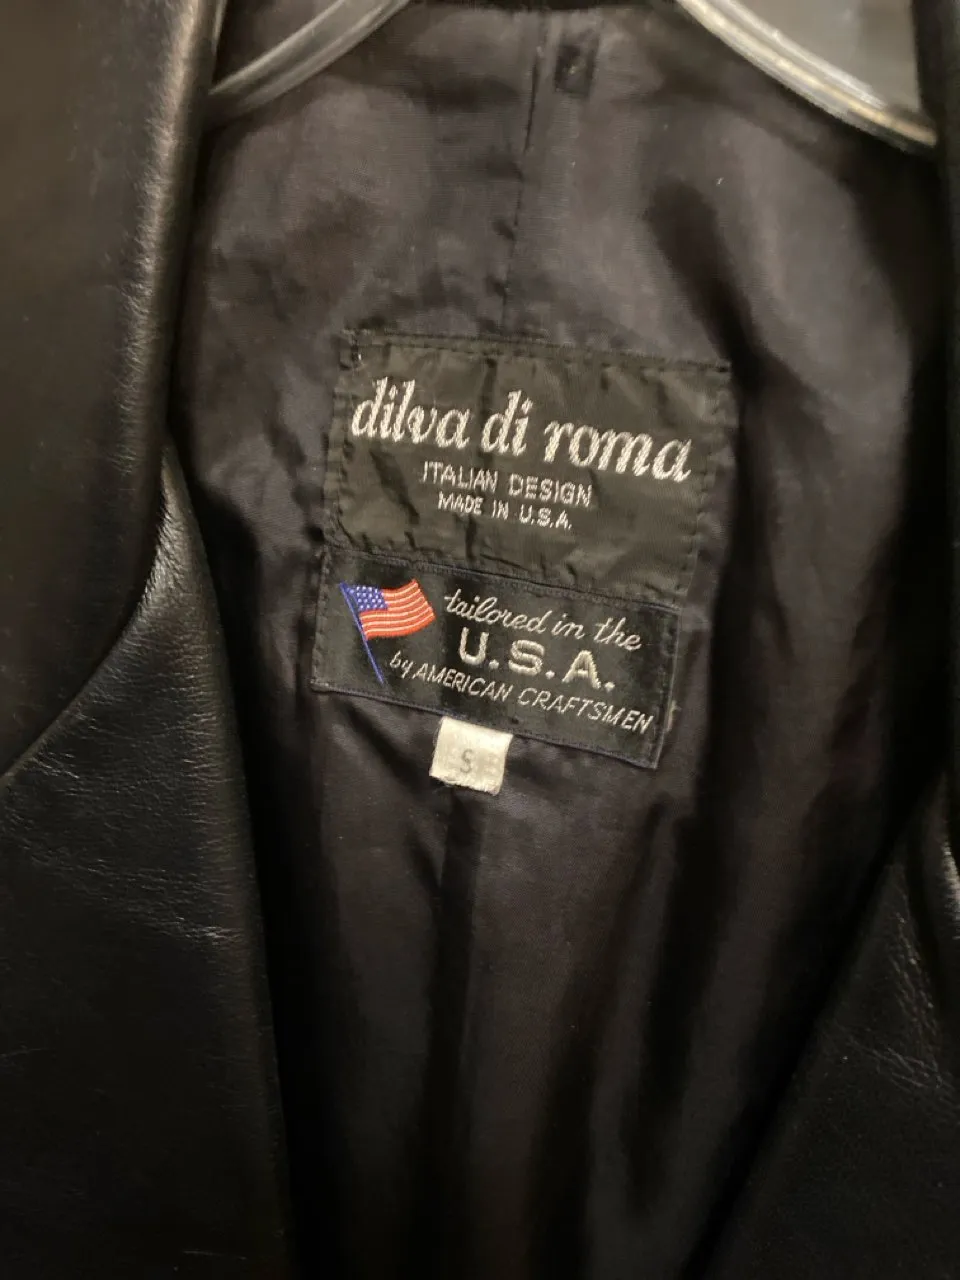 dilva di roma
ITALIAN DESIGN
MADE IN U.S.A.
tailored in the
U.S.A.
by AMERICAN CRAFTSMEN
S